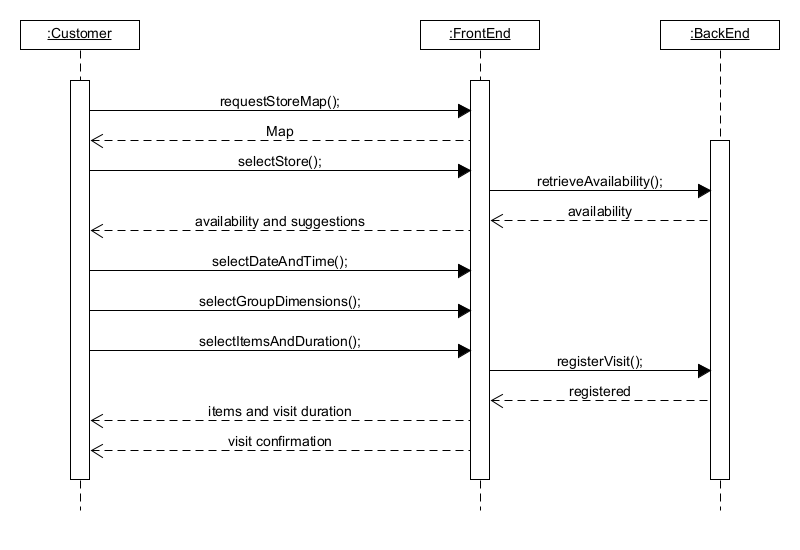 :Customer
:FrontEnd
:BackEnd
requestStoreMap();
Map
selectStore();
retrieveAvailability();
availability
availability and suggestions
selectDateAndTime();
selectGroupDimensions();
selectItemsAndDuration();
registerVisit();
registered
items and visit duration
visit confirmation